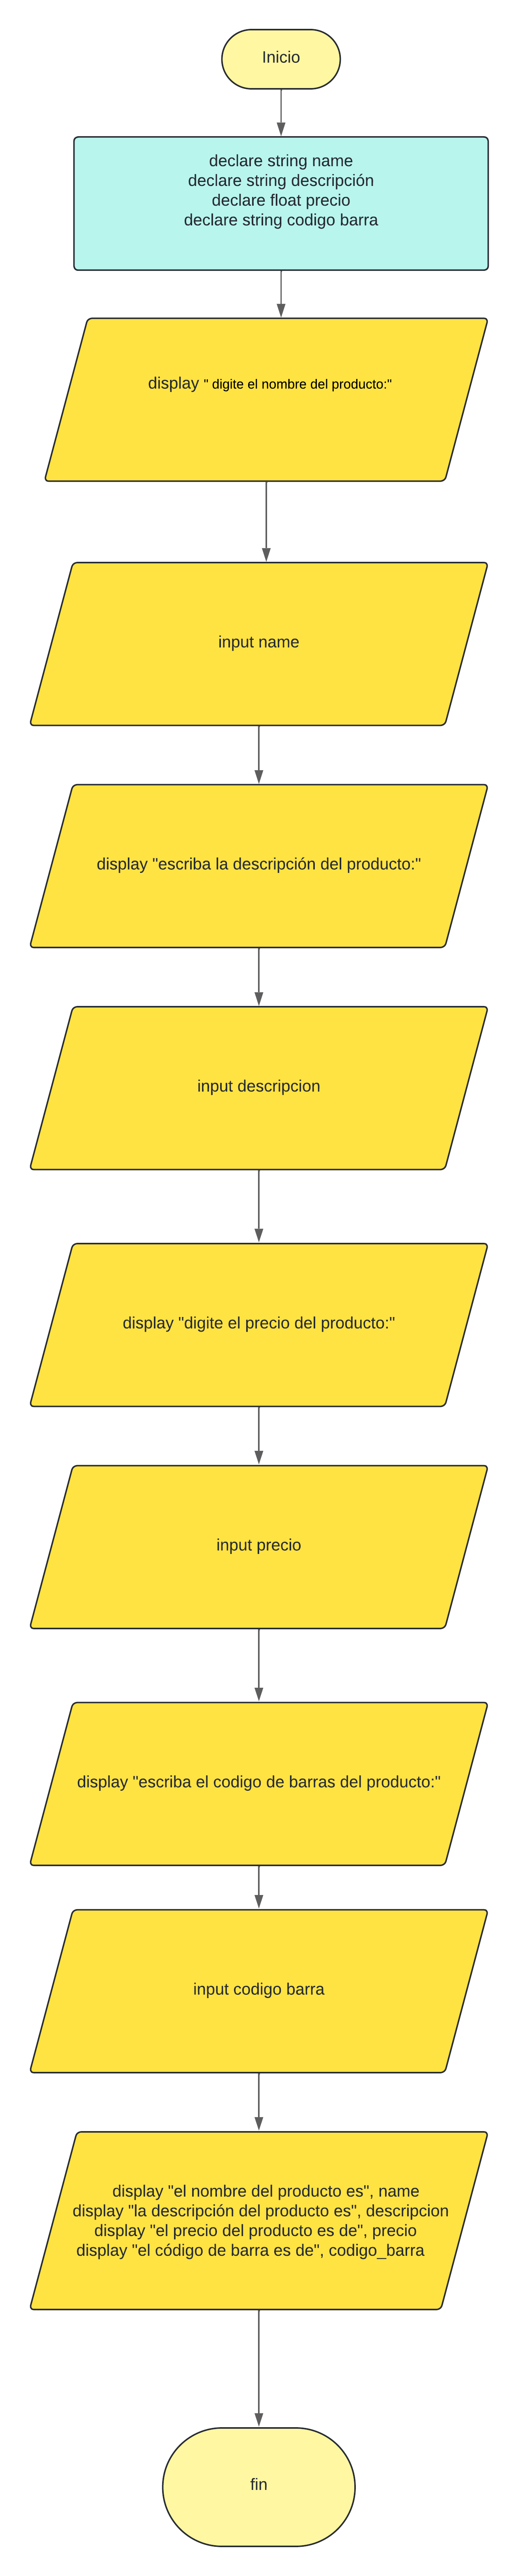 Inicio
declare string name
declare string descripción
declare float precio
declare string codigo barra
display " digite el nombre del producto:"
input name
display "escriba la descripción del producto:"
input descripcion
display "digite el precio del producto:"
input precio
display "escriba el codigo de barras del producto:"
input codigo barra
display "el nombre del producto es", name
display "la descripción del producto es", descripcion
display "el precio del producto es de", precio
display "el código de barra es de", codigo_barra
fin